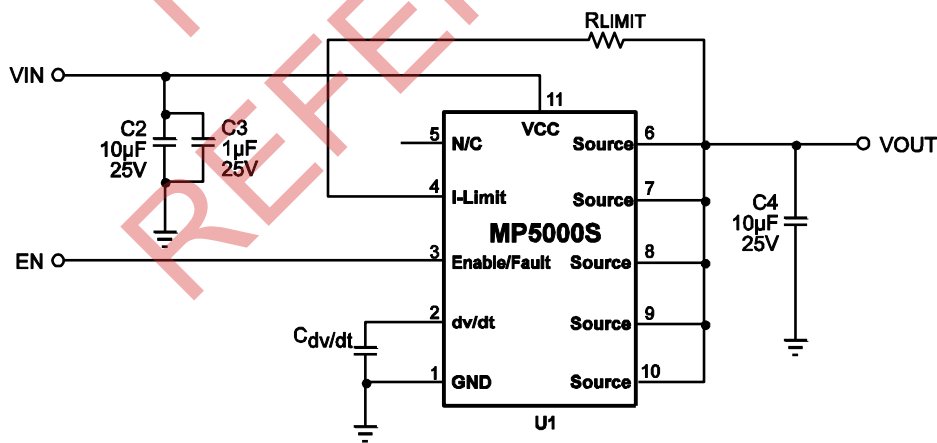 RLIMIT
VIN
11
VCC
C2
10µF
25V
C3
1µF
25V
5
N/C
Source
6
VOUT
4
I-Limit
Source
7
MP5000S
C4
10µF
25V
EN
3
Enable/Fault
Source
8
2
dv/dt
Source
9
Cdv/dt
1
GND
Source
10
U1
REFE